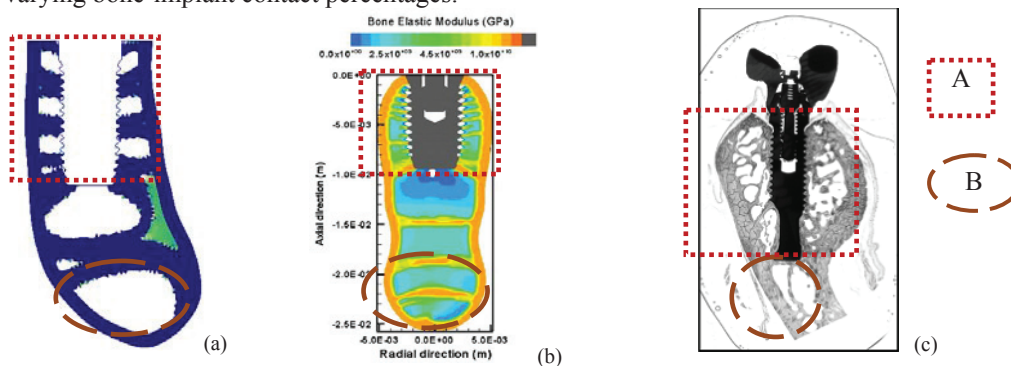 varying bone-implant contact percentages.
Bone Elastic Modulus (GPa)
0.0x10⁺⁰⁰ 2.5x10⁺⁰⁹ 4.5x10⁺⁰⁹ 1.0x10⁺¹⁰
0.0E+00
-5.0E-03
-1.0E-02
-1.5E-02
-2.0E-02
-2.5E-02
Axial direction (m)
-5.0E-03 0.0E+00 5.0E-03
Radial direction (m)
(a)
(b)
(c)
A
B